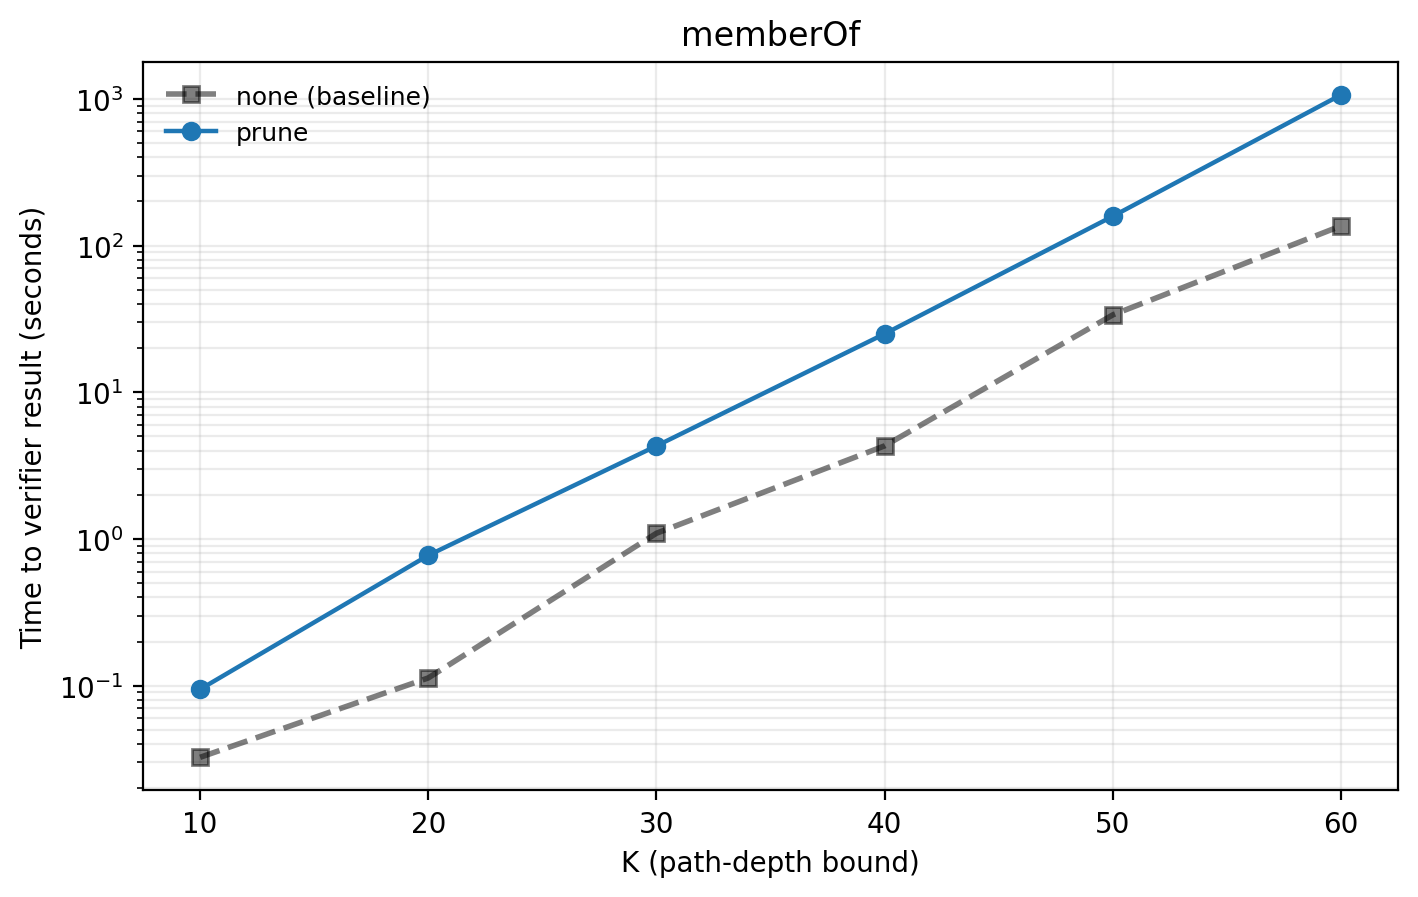 memberOf
none (baseline)
prune
Time to verifier result (seconds)
10³
10²
10¹
10⁰
10⁻¹
10 20 30 40 50 60
K (path-depth bound)